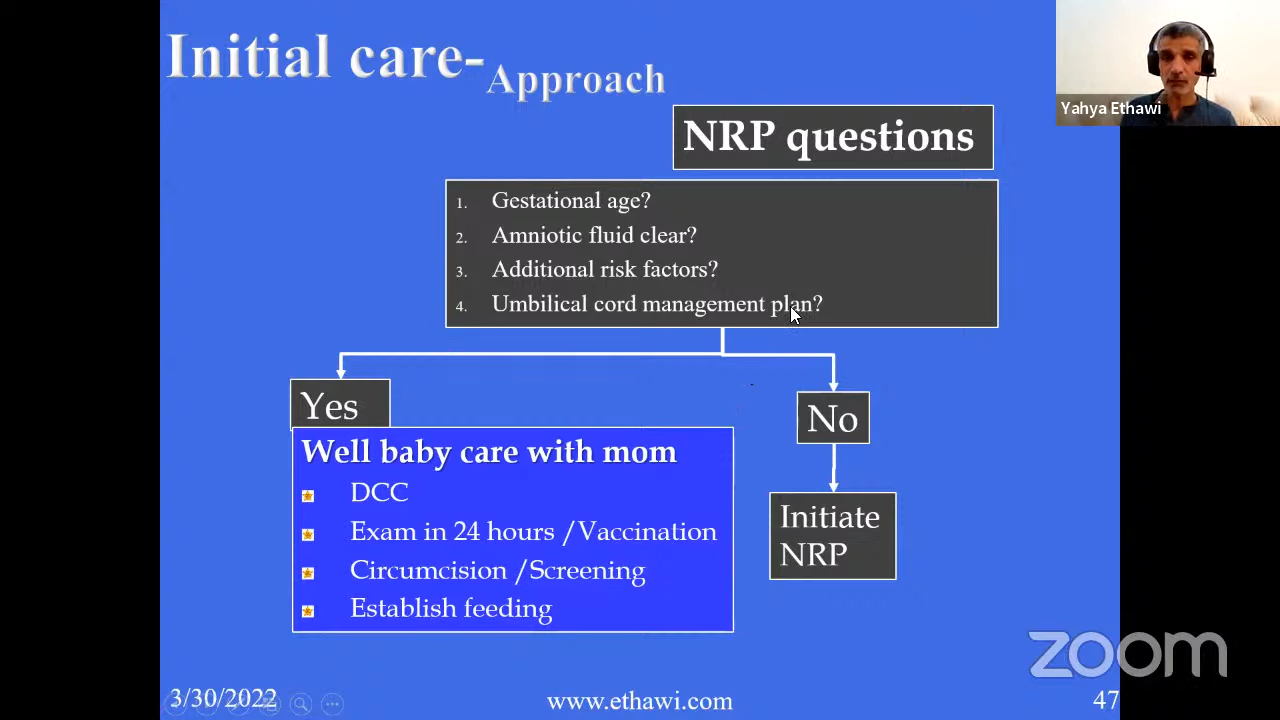 Initial care-Approach
Yahya Ethawi
NRP questions
1. Gestational age?
2. Amniotic fluid clear?
3. Additional risk factors?
4. Umbilical cord management plan?
Yes
No
Well baby care with mom
DCC
Exam in 24 hours /Vaccination
Circumcision /Screening
Establish feeding
Initiate
NRP
zoom
3/30/2022
www.ethawi.com
47